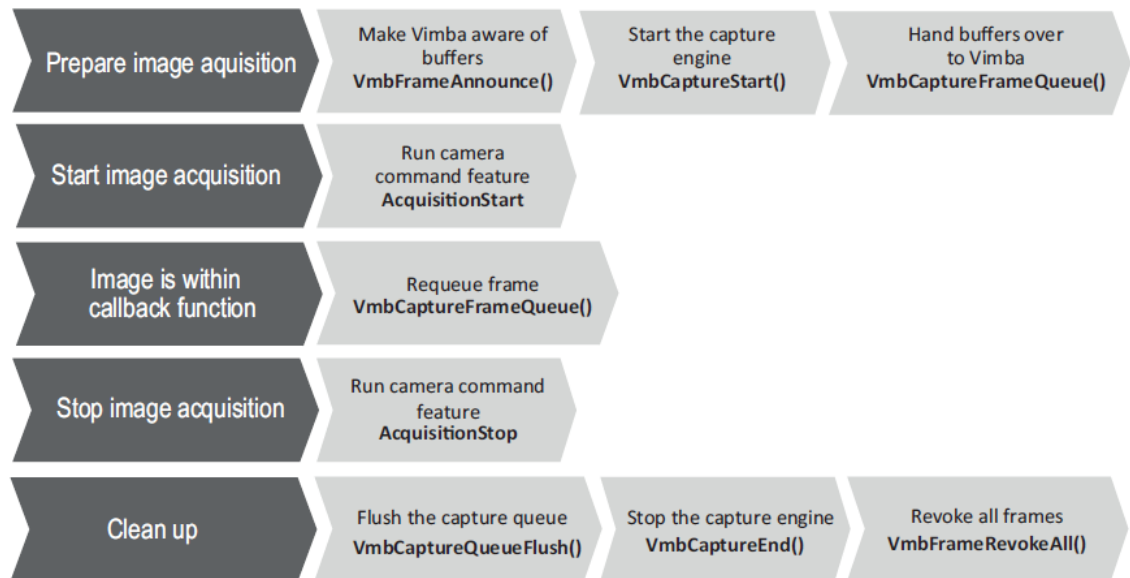 Prepare image aquisition
Make Vimba aware of
buffers
VmbFrameAnnounce()
Start the capture
engine
VmbCaptureStart()
Hand buffers over
to Vimba
VmbCaptureFrameQueue()
Start image acquisition
Run camera
command feature
AcquisitionStart
Image is within
callback function
Requeue frame
VmbCaptureFrameQueue()
Stop image acquisition
Run camera command
feature
AcquisitionStop
Clean up
Flush the capture queue
VmbCaptureQueueFlush()
Stop the capture engine
VmbCaptureEnd()
Revoke all frames
VmbFrameRevokeAll()